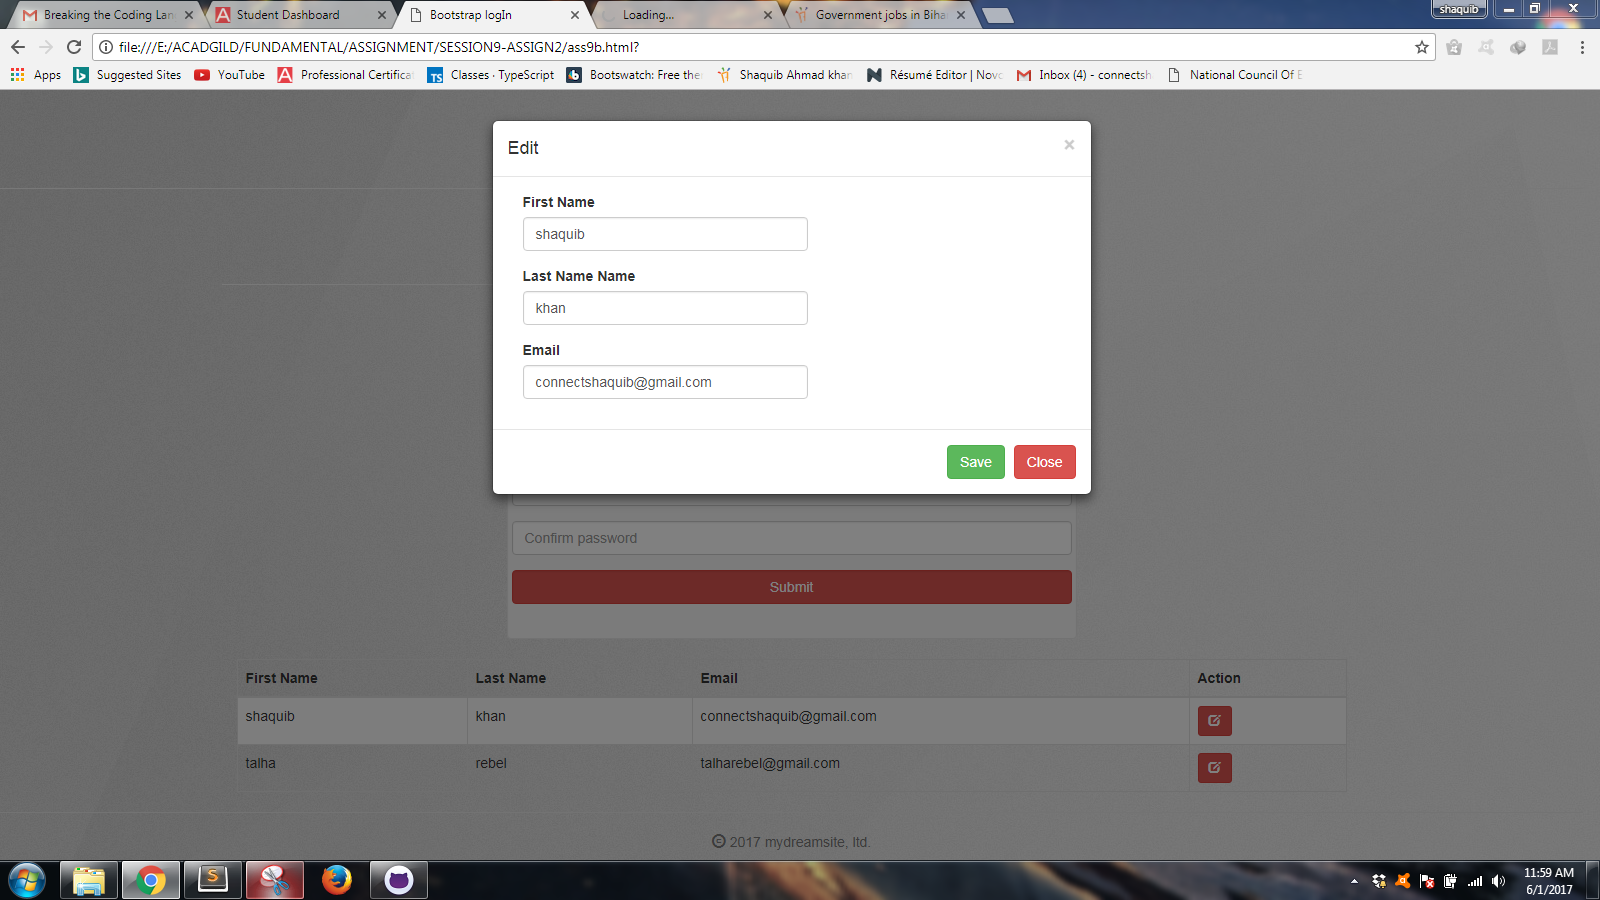 Breaking the Coding Lan
Student Dashboard
Bootstrap logIn
Loading...
Government jobs in Biha
shaquib
file:///E:/ACADGILD/FUNDAMENTAL/ASSIGNMENT/SESSION9-ASSIGN2/ass9b.html?
Apps
Suggested Sites
YouTube
Professional Certifica
Classes · TypeScript
Bootswatch: Free the
Shaquib Ahmad khan
Résumé Editor | Novo
Inbox (4) - connectsh
National Council Of E
Edit
×
First Name
shaquib
Last Name Name
khan
Email
connectshaquib@gmail.com
Save
Close
Confirm password
Submit
First Name Last Name Email Action
shaquib khan connectshaquib@gmail.com
talha rebel talharebel@gmail.com
© 2017 mydreamsite, ltd.
11:59 AM
6/1/2017